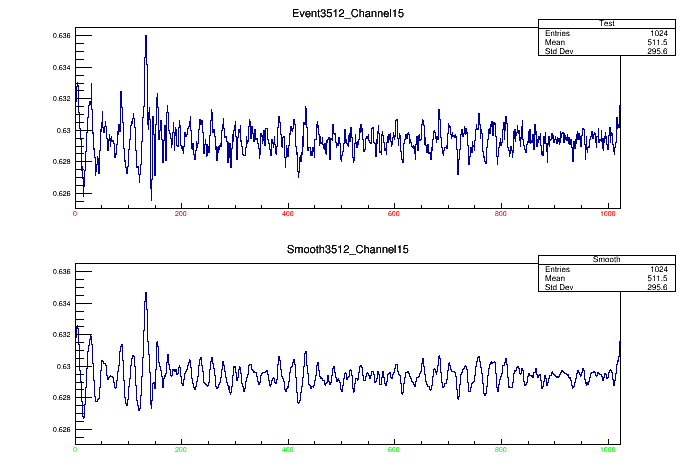 Event3512_Channel15
Test
Entries 1024
Mean 511.5
Std Dev 295.6
0.636
0.634
0.632
0.63
0.628
0.626
0 200 400 600 800 1000
Smooth3512_Channel15
Smooth
Entries 1024
Mean 511.5
Std Dev 295.6
0.636
0.634
0.632
0.63
0.628
0.626
0 200 400 600 800 1000